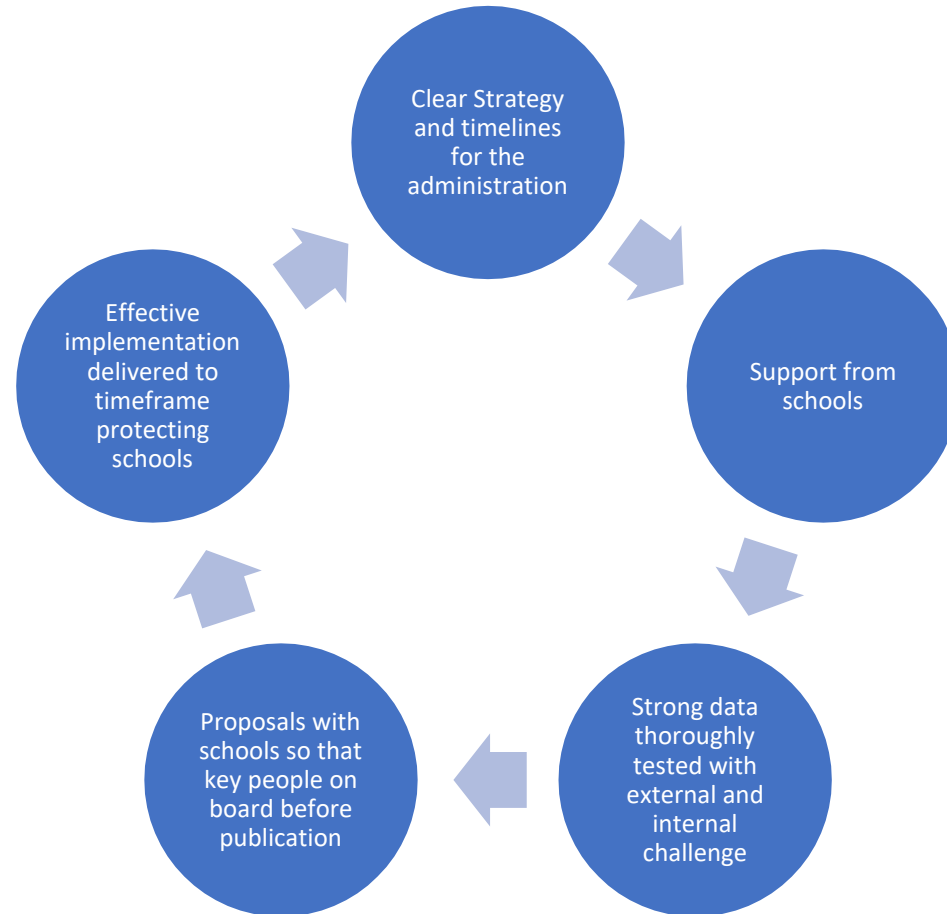 Clear Strategy
and timelines
for the
administration
Support from
schools
Strong data
thoroughly
tested with
external and
internal
challenge
Proposals with
schools so that
key people on
board before
publication
Effective
implementation
delivered to
timeframe
protecting
schools